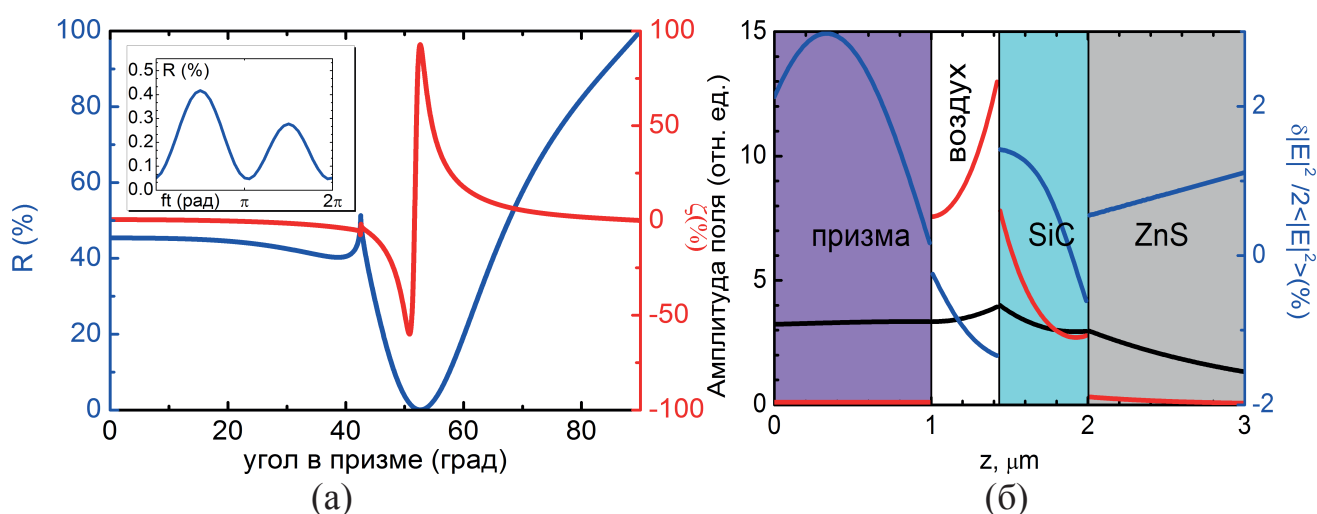 100
80
60
40
20
0
R (%)
R (%)
0.5
0.4
0.3
0.2
0.1
0.0
ft (рад)
π
2π
100
50
0
-50
-100
ζ(%)
0
20
40
60
80
угол в призме (град)
(а)
15
10
5
0
Амплитуда поля (отн. ед.)
призма
воздух
SiC
ZnS
2
0
-2
δ|E|² /2<|E|²>(%)
0
1
2
3
z, μm
(б)